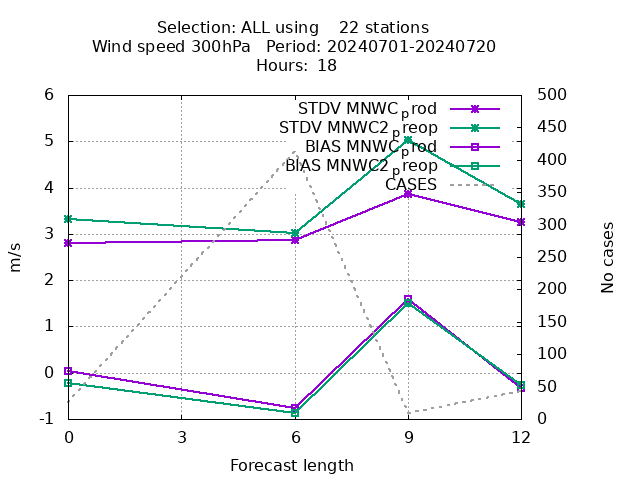 Selection: ALL using 22 stations
Wind speed 300hPa Period: 20240701-20240720
Hours: 18
STDV MNWC_prod
STDV MNWC2_preop
BIAS MNWC_prod
BIAS MNWC2_preop
CASES
6
5
4
3
2
1
0
-1
500
450
400
350
300
250
200
150
100
50
0
m/s
No cases
0 3 6 9 12
Forecast length